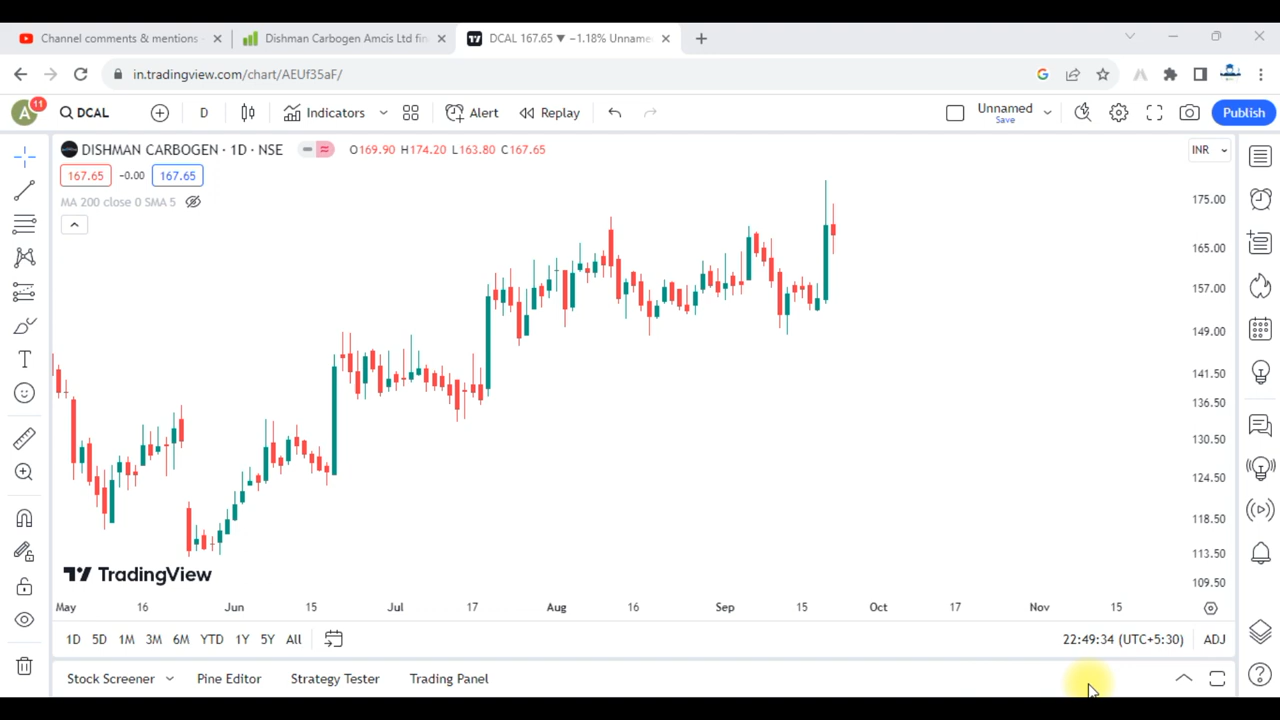 Channel comments & mentions
Dishman Carbogen Amcis Ltd fin
DCAL 167.65 ▼ −1.18% Unname
in.tradingview.com/chart/AEUf35aF/
A
11
DCAL
D
Indicators
Alert
Replay
Unnamed
Save
Publish
DISHMAN CARBOGEN · 1D · NSE
O169.90 H174.20 L163.80 C167.65
INR
167.65
−0.00
167.65
MA 200 close 0 SMA 5
175.00
165.00
157.00
149.00
141.50
136.50
130.50
124.50
118.50
113.50
109.50
TradingView
May 16 Jun 15 Jul 17 Aug 16 Sep 15 Oct 17 Nov 15
1D 5D 1M 3M 6M YTD 1Y 5Y All
22:49:34 (UTC+5:30)
ADJ
Stock Screener
Pine Editor
Strategy Tester
Trading Panel